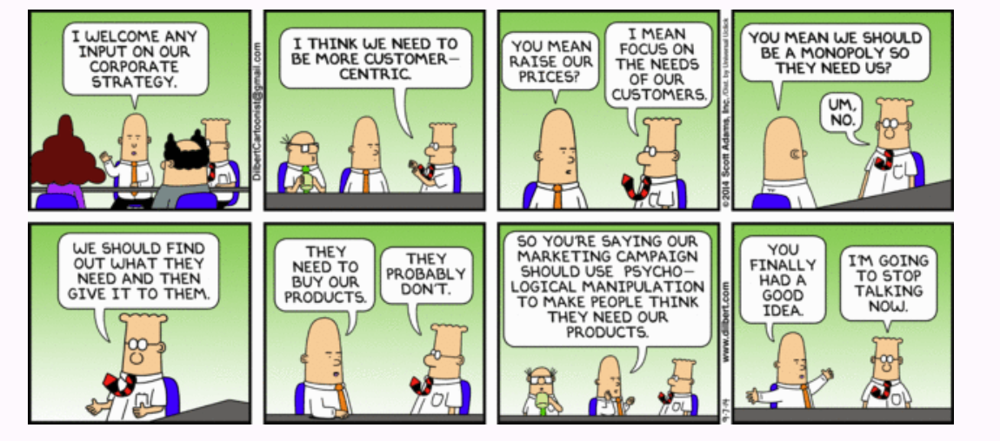 I WELCOME ANY
INPUT ON OUR
CORPORATE
STRATEGY.
DilbertCartoonist@gmail.com
I THINK WE NEED TO
BE MORE CUSTOMER–
CENTRIC.
YOU MEAN
RAISE OUR
PRICES?
I MEAN
FOCUS ON
THE NEEDS
OF OUR
CUSTOMERS.
©2014 Scott Adams, Inc. /Dist. by Universal Uclick
YOU MEAN WE SHOULD
BE A MONOPOLY SO
THEY NEED US?
UM,
NO.
WE SHOULD FIND
OUT WHAT THEY
NEED AND THEN
GIVE IT TO THEM.
THEY
NEED TO
BUY OUR
PRODUCTS.
THEY
PROBABLY
DON'T.
SO YOU'RE SAYING OUR
MARKETING CAMPAIGN
SHOULD USE PSYCHO–
LOGICAL MANIPULATION
TO MAKE PEOPLE THINK
THEY NEED OUR
PRODUCTS.
9-7-14 www.dilbert.com
YOU
FINALLY
HAD A
GOOD
IDEA.
I'M GOING
TO STOP
TALKING
NOW.